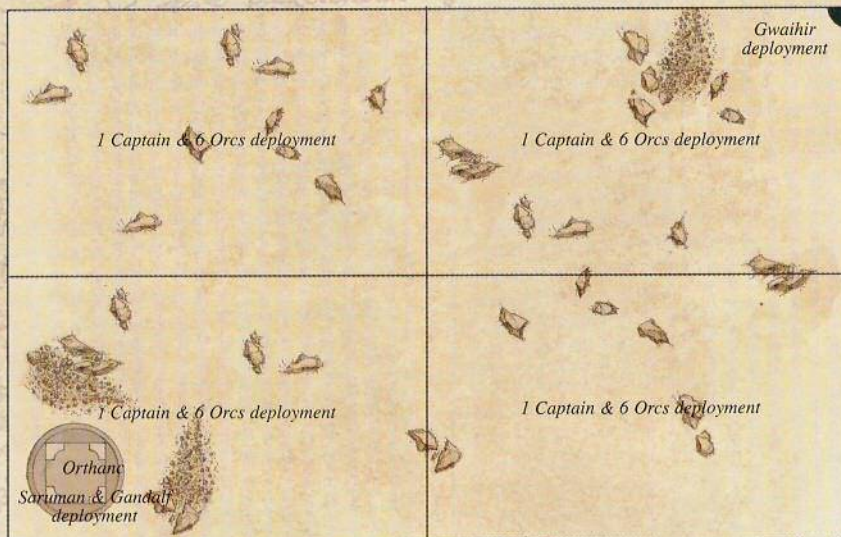 Gwaihir
deployment
1 Captain & 6 Orcs deployment
1 Captain & 6 Orcs deployment
1 Captain & 6 Orcs deployment
1 Captain & 6 Orcs deployment
Orthanc
Saruman & Gandalf
deployment